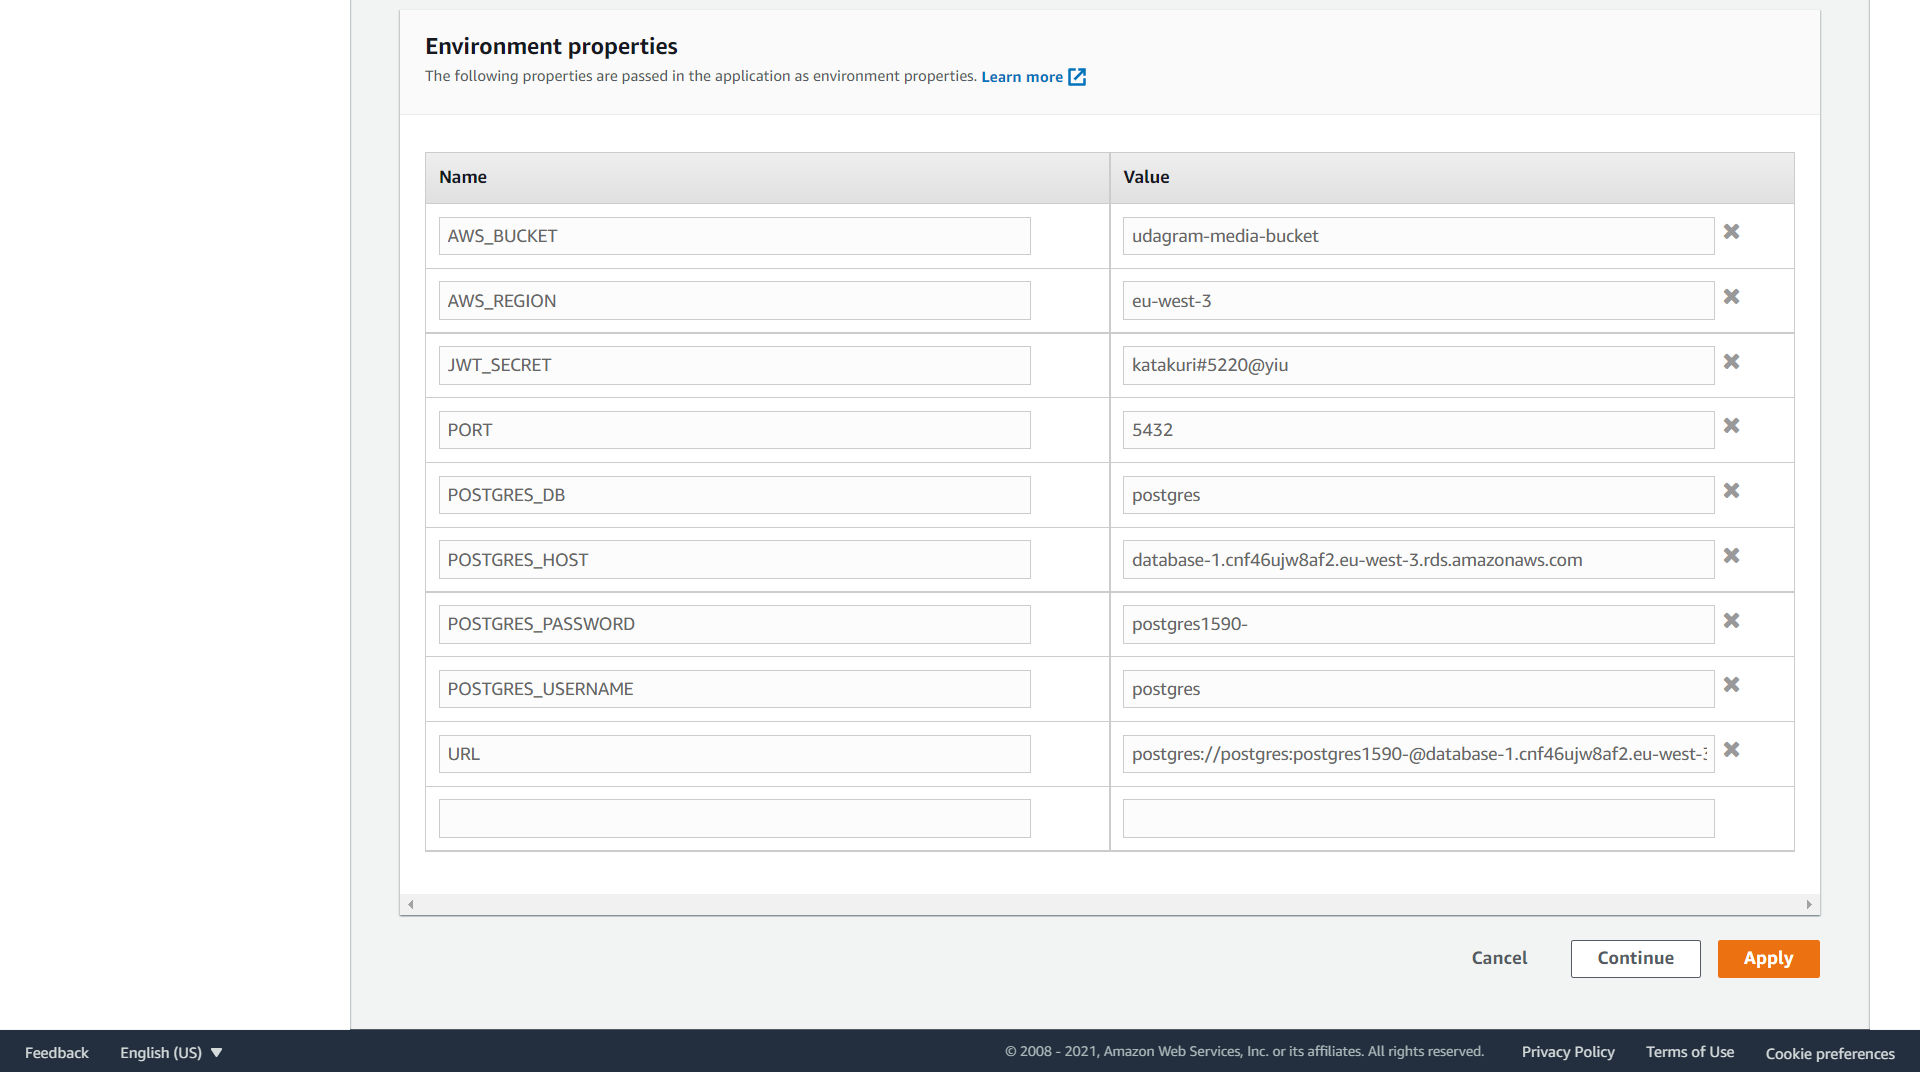 Environment properties
The following properties are passed in the application as environment properties. Learn more
Name Value
AWS_BUCKET udagram-media-bucket
AWS_REGION eu-west-3
JWT_SECRET katakuri#5220@yiu
PORT 5432
POSTGRES_DB postgres
POSTGRES_HOST database-1.cnf46ujw8af2.eu-west-3.rds.amazonaws.com
POSTGRES_PASSWORD postgres1590-
POSTGRES_USERNAME postgres
URL postgres://postgres:postgres1590-@database-1.cnf46ujw8af2.eu-west-3
Cancel Continue Apply
Feedback English (US) © 2008 - 2021, Amazon Web Services, Inc. or its affiliates. All rights reserved. Privacy Policy Terms of Use Cookie preferences